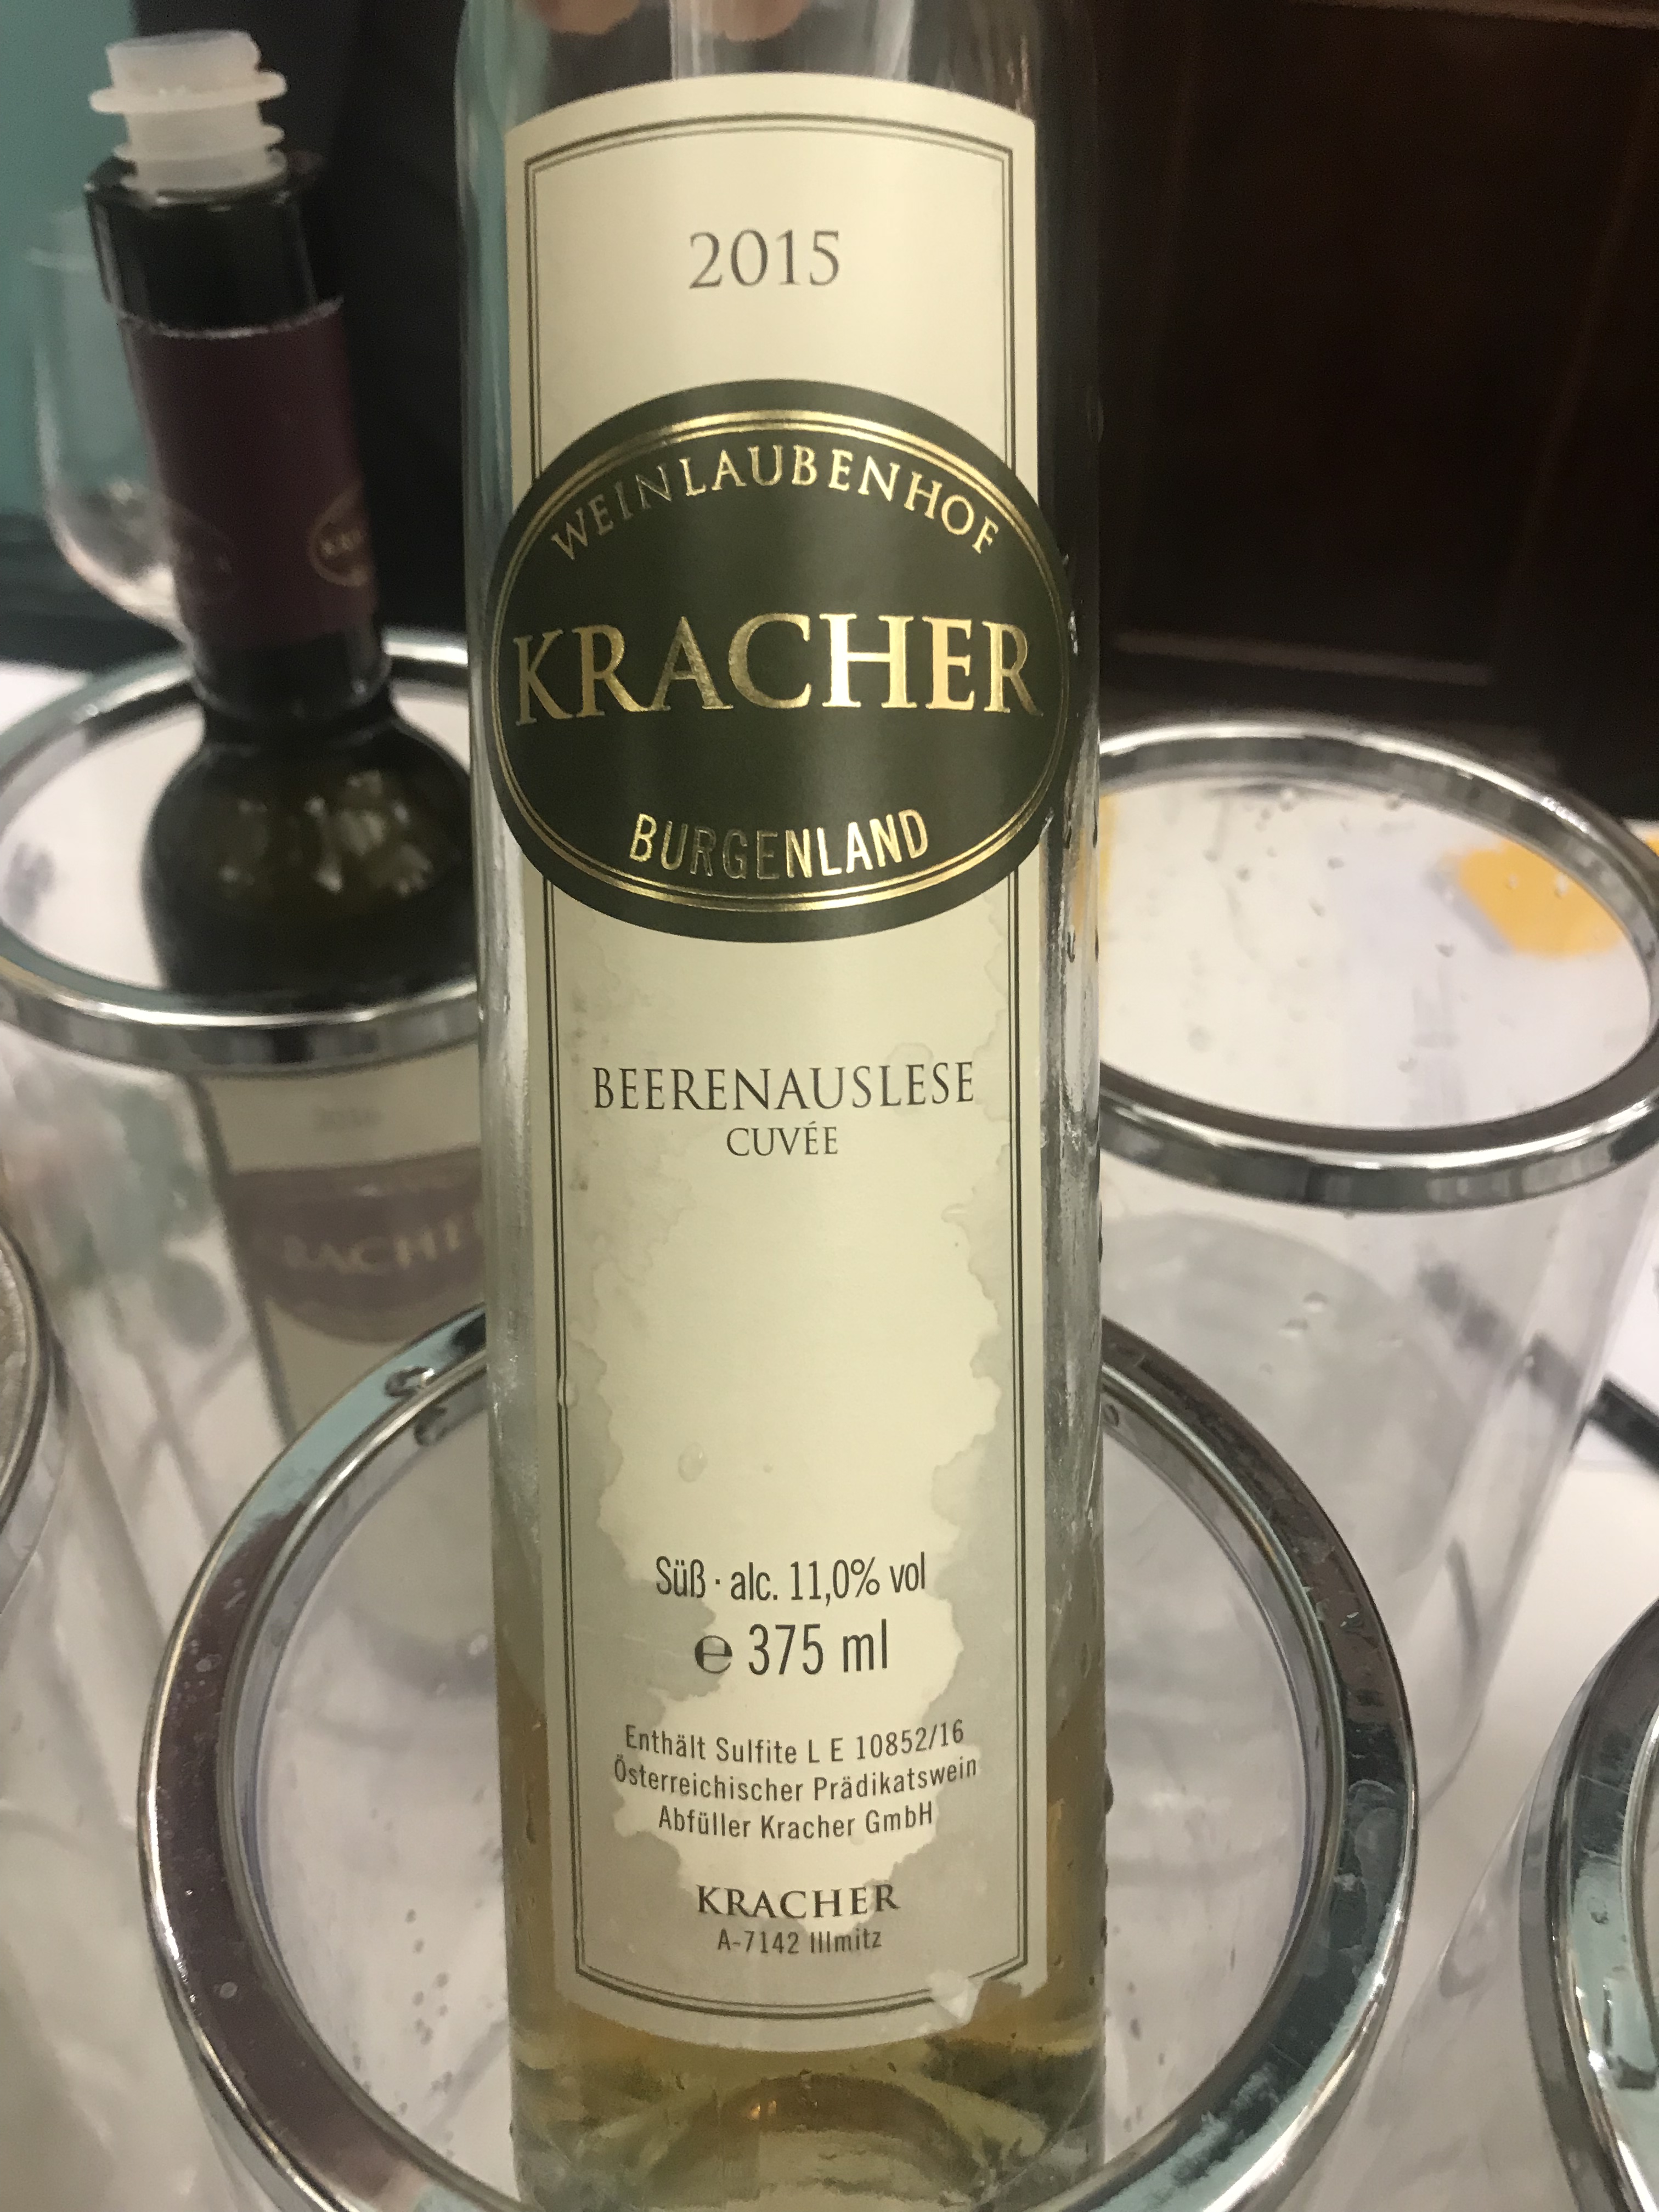 2015
WEINLAUBENHOF
KRACHER
BURGENLAND
BEERENAUSLESE
CUVÉE
Süß · alc. 11,0% vol
℮ 375 ml
Enthält Sulfite L E 10852/16
Österreichischer Prädikatswein
Abfüller Kracher GmbH
KRACHER
A-7142 Illmitz
KRACHER